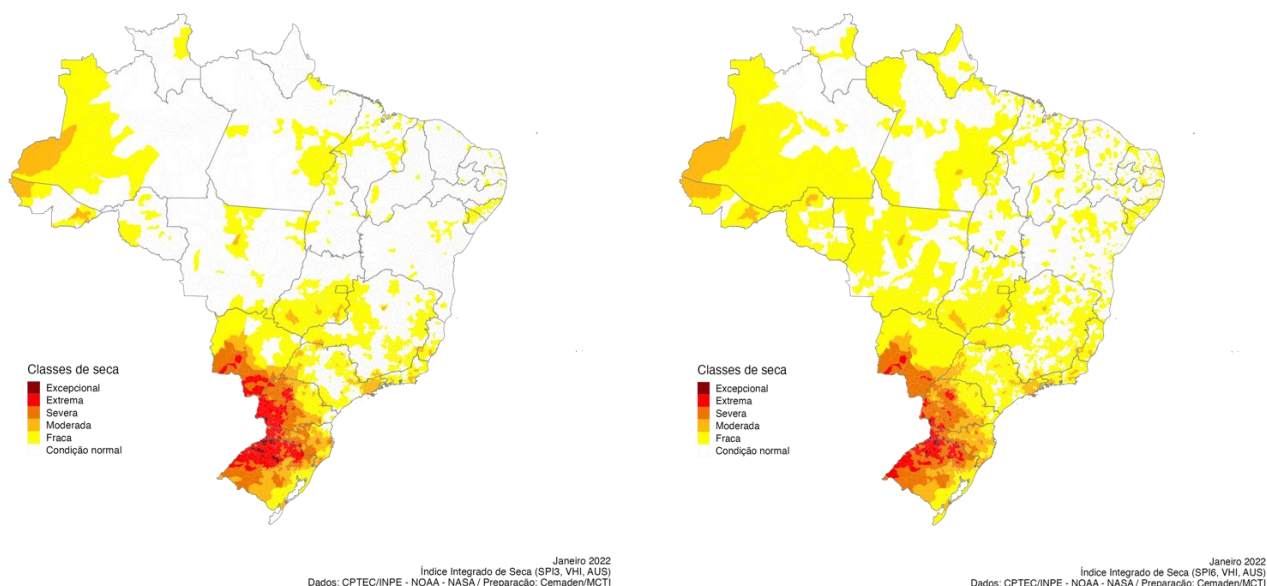 Classes de seca
Excepcional
Extrema
Severa
Moderada
Fraca
Condição normal
Janeiro 2022
Índice Integrado de Seca (SPI3, VHI, AUS)
Dados: CPTEC/INPE - NOAA - NASA / Preparação: Cemaden/MCTI
Classes de seca
Excepcional
Extrema
Severa
Moderada
Fraca
Condição normal
Janeiro 2022
Índice Integrado de Seca (SPI6, VHI, AUS)
Dados: CPTEC/INPE - NOAA - NASA / Preparação: Cemaden/MCTI